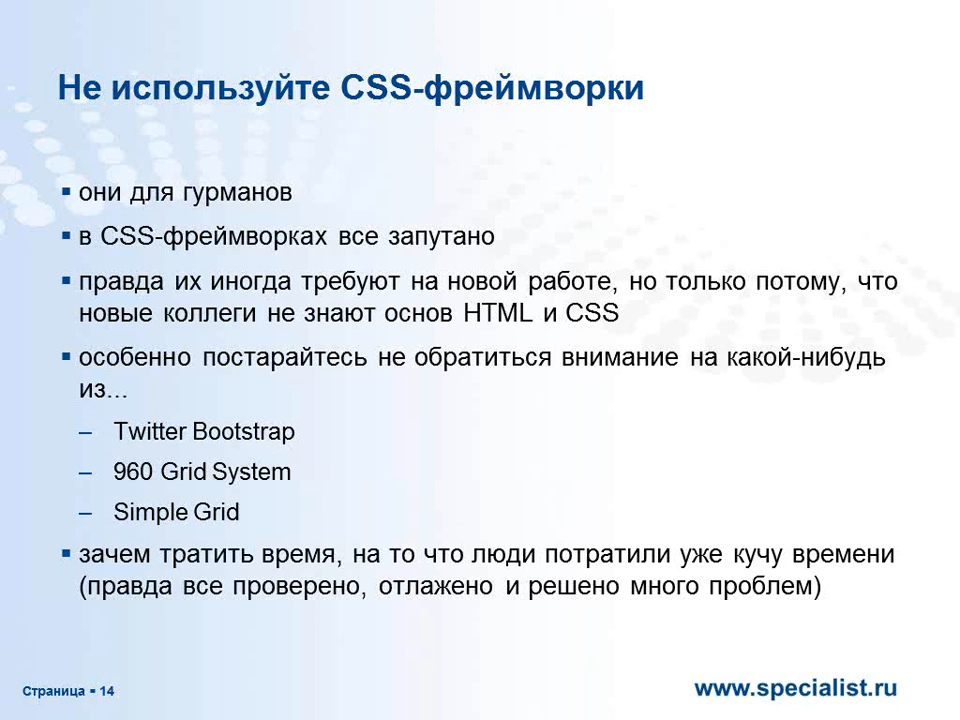 Не используйте CSS-фреймворки
▪ они для гурманов
▪ в CSS-фреймворках все запутано
▪ правда их иногда требуют на новой работе, но только потому, что
новые коллеги не знают основ HTML и CSS
▪ особенно постарайтесь не обратиться внимание на какой-нибудь
из...
– Twitter Bootstrap
– 960 Grid System
– Simple Grid
▪ зачем тратить время, на то что люди потратили уже кучу времени
(правда все проверено, отлажено и решено много проблем)
Страница ▪ 14
www.specialist.ru